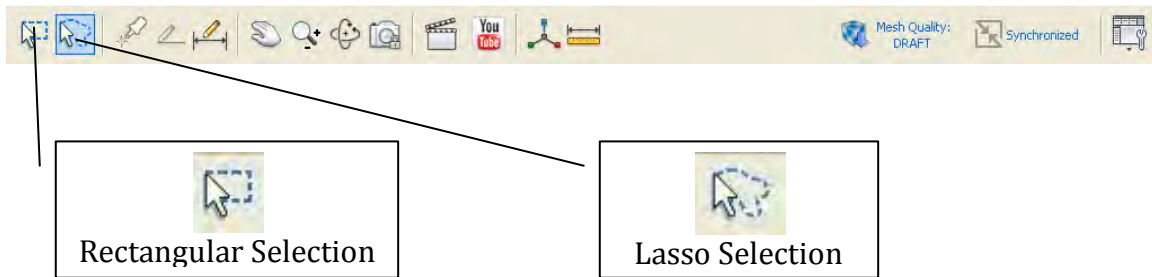 You
Tube
Mesh Quality:
DRAFT
Synchronized
Rectangular Selection
Lasso Selection